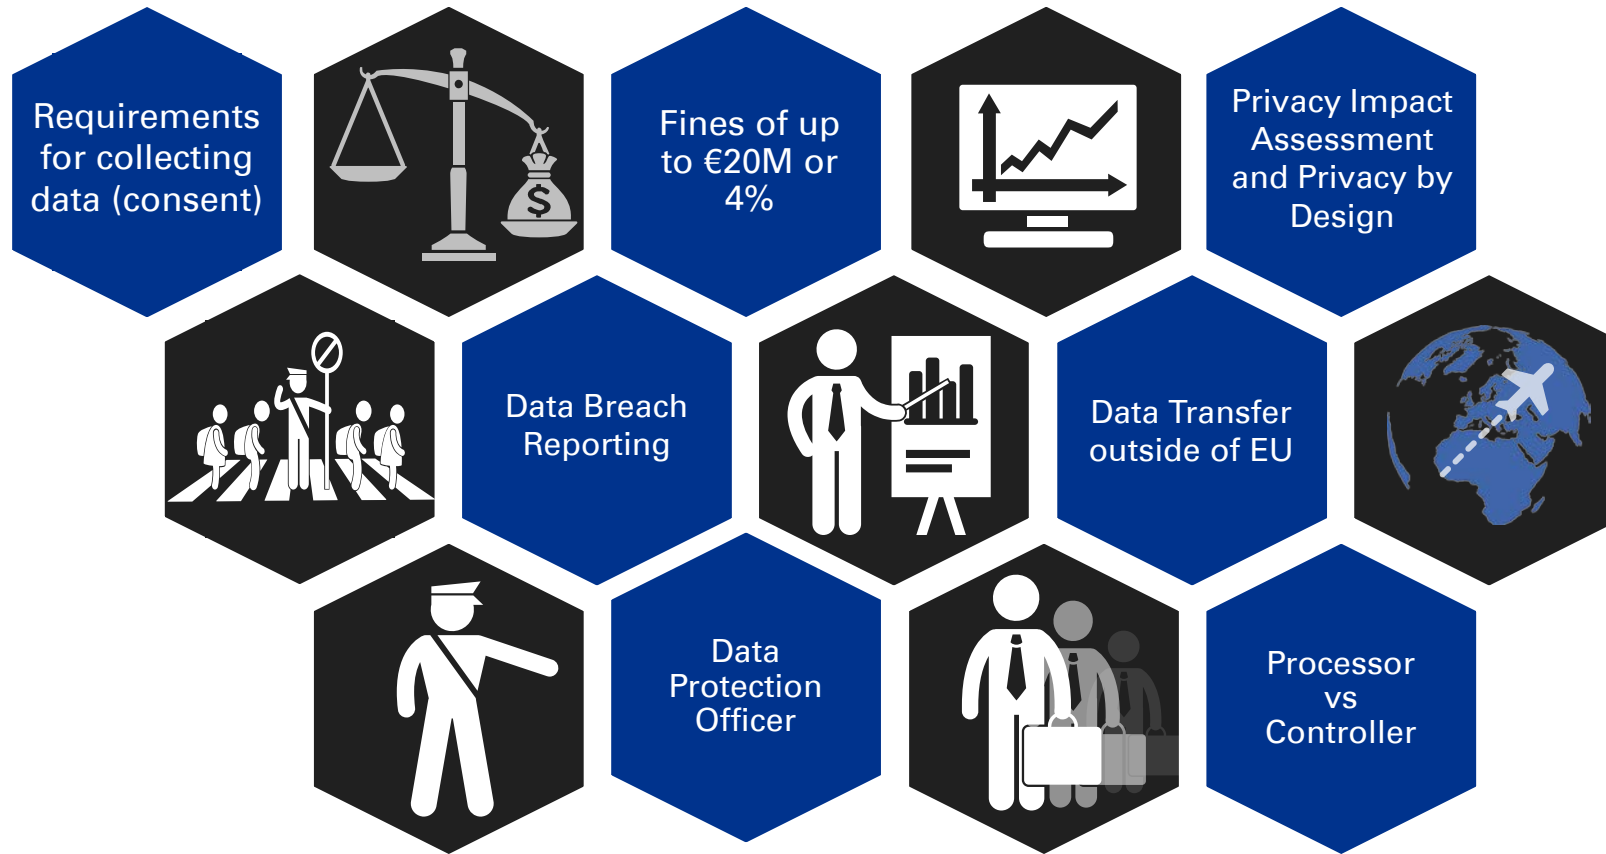 Requirements
for collecting
data (consent)
$
Fines of up
to €20M or
4%
Privacy Impact
Assessment
and Privacy by
Design
Data Breach
Reporting
Data Transfer
outside of EU
Data
Protection
Officer
Processor
vs
Controller